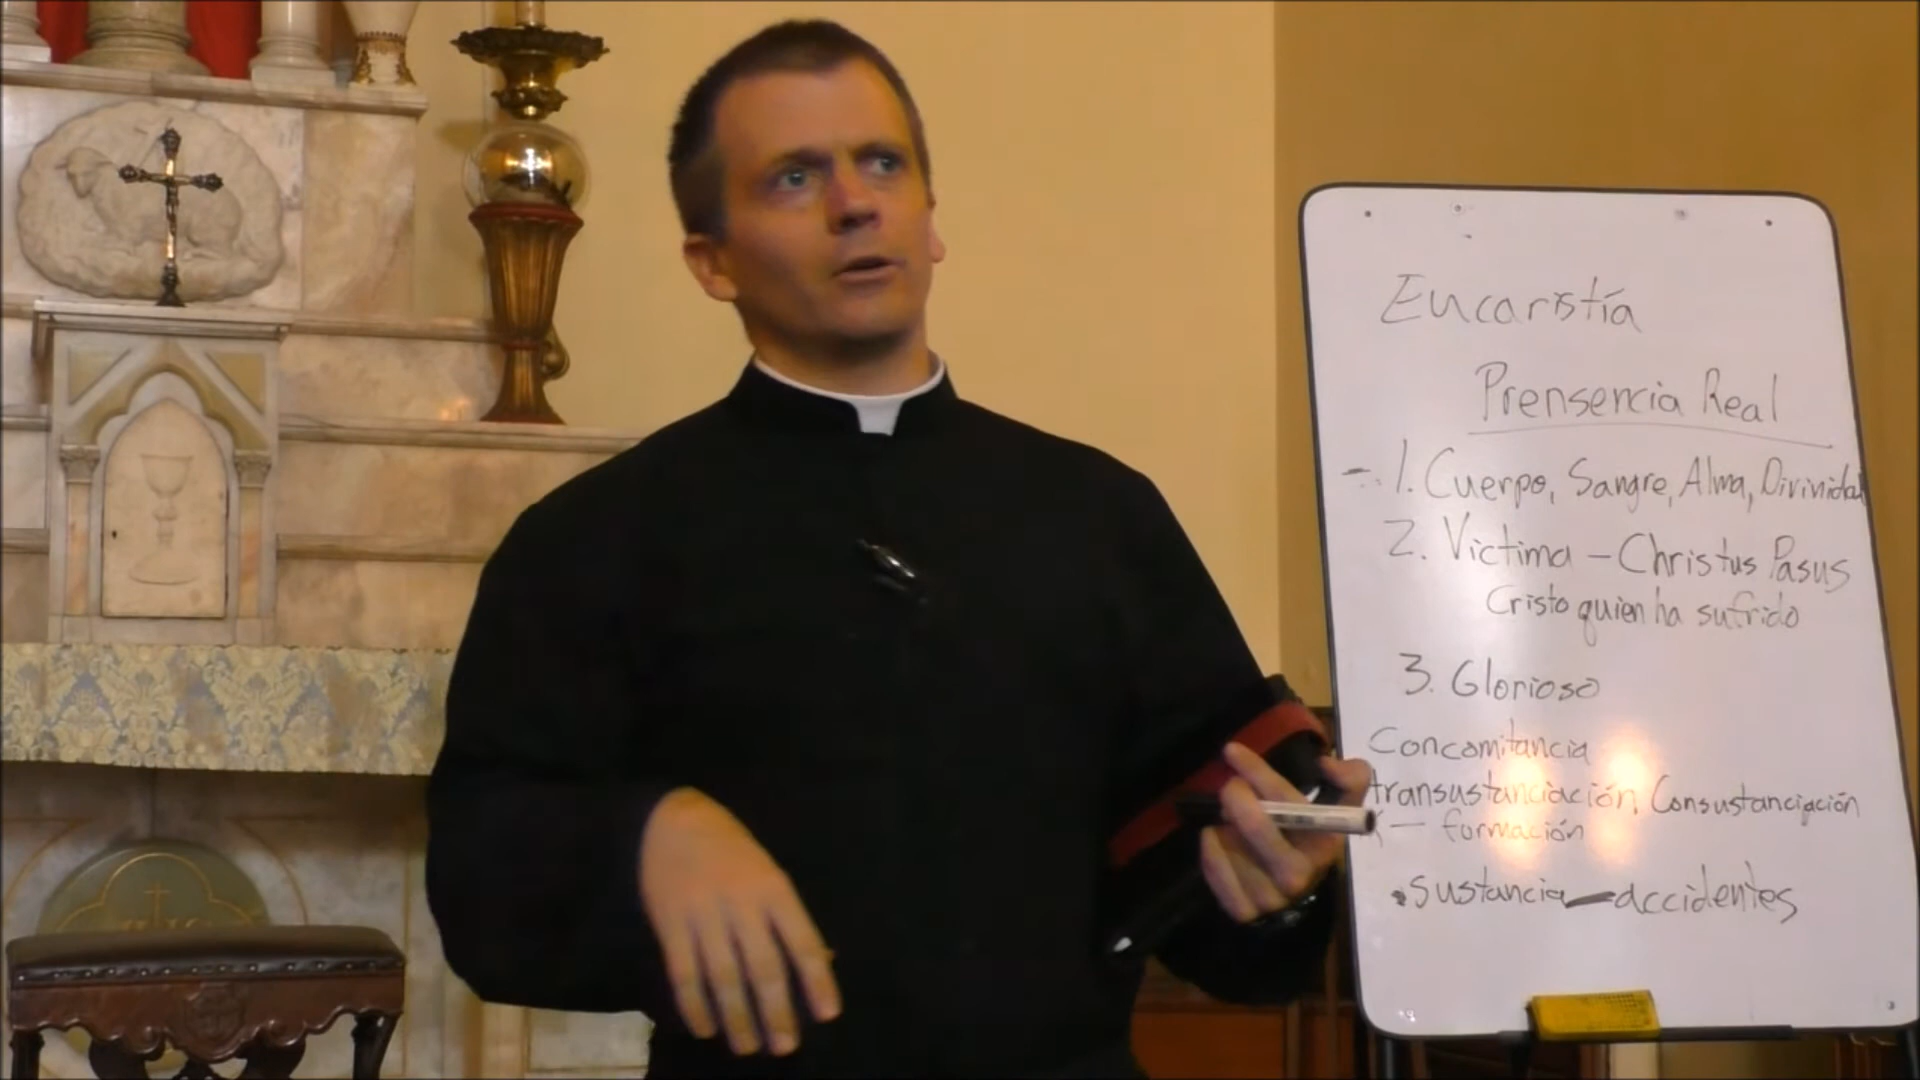 Eucaristía
Prensencia Real
1. Cuerpo, Sangre, Alma, Divinidad
2. Victima - Christus Pasus
Cristo quien ha sufrido
3. Glorioso
Concomitancia
transustanciación, Consustanciación
formación
sustancia - accidentes